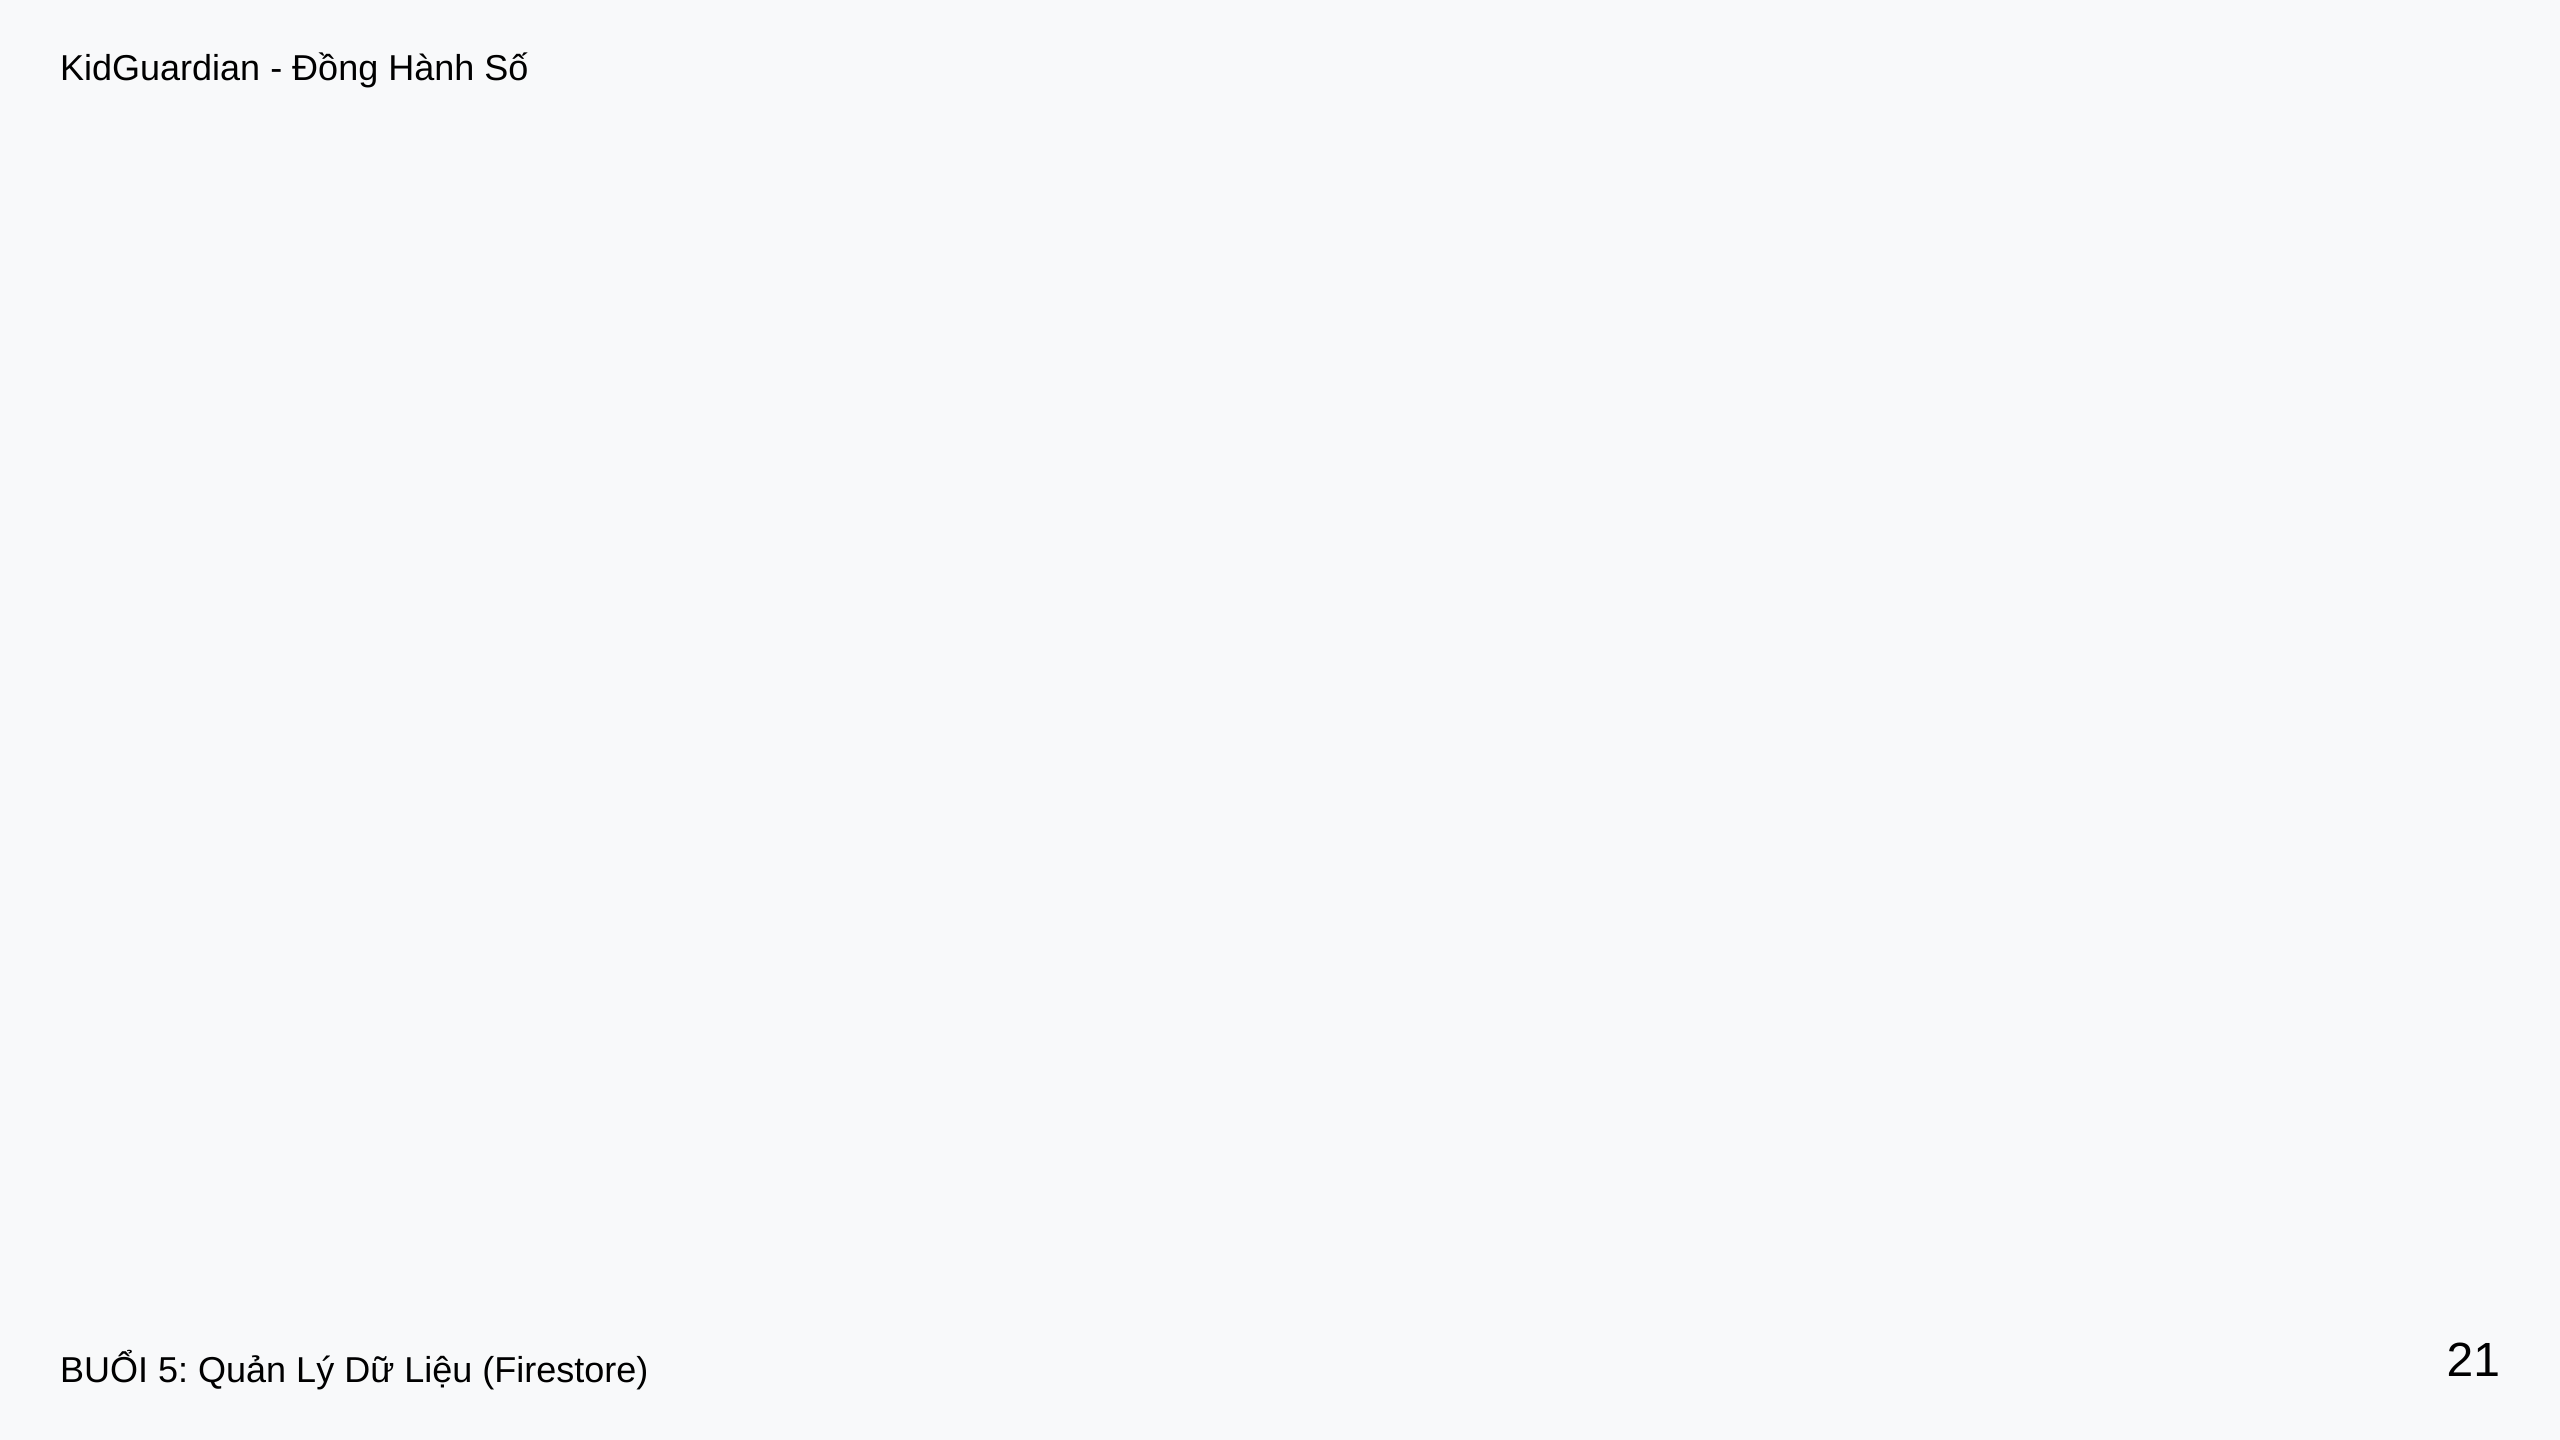 KidGuardian - Đồng Hành Số
BUỔI 5: Quản Lý Dữ Liệu (Firestore)
21